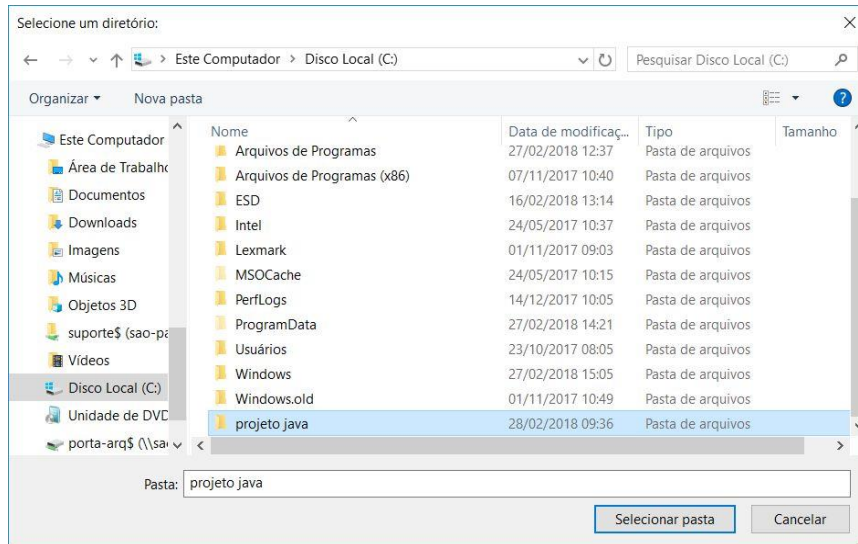 Selecione um diretório:
Este Computador > Disco Local (C:)
Pesquisar Disco Local (C:)
Organizar
Nova pasta
Este Computador
Área de Trabalho
Documentos
Downloads
Imagens
Músicas
Objetos 3D
suporte$ (sao-pa
Vídeos
Disco Local (C:)
Unidade de DVD
porta-arq$ (\\sa
Nome Data de modificaç... Tipo Tamanho
Arquivos de Programas 27/02/2018 12:37 Pasta de arquivos
Arquivos de Programas (x86) 07/11/2017 10:40 Pasta de arquivos
ESD 16/02/2018 13:14 Pasta de arquivos
Intel 24/05/2017 10:37 Pasta de arquivos
Lexmark 01/11/2017 09:03 Pasta de arquivos
MSOCache 24/05/2017 10:15 Pasta de arquivos
PerfLogs 14/12/2017 10:05 Pasta de arquivos
ProgramData 27/02/2018 14:21 Pasta de arquivos
Usuários 23/10/2017 08:05 Pasta de arquivos
Windows 27/02/2018 15:05 Pasta de arquivos
Windows.old 01/11/2017 10:49 Pasta de arquivos
projeto java 28/02/2018 09:36 Pasta de arquivos
Pasta: projeto java
Selecionar pasta
Cancelar